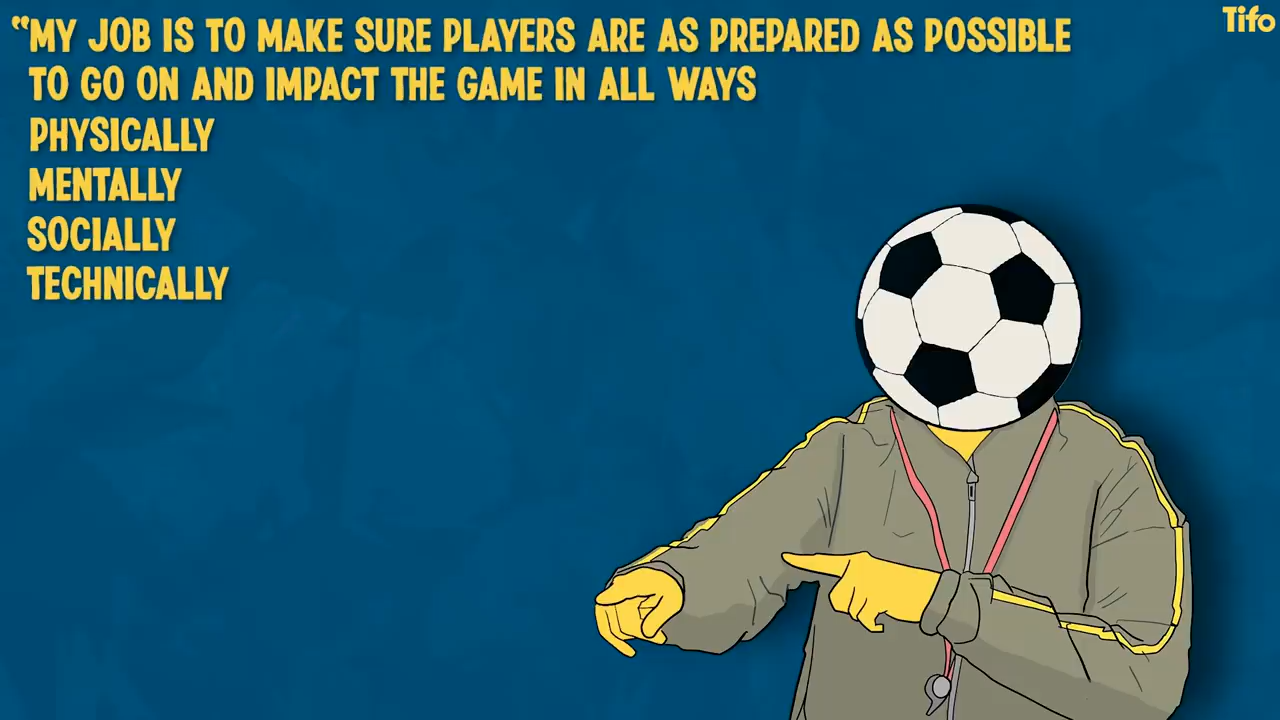 “MY JOB IS TO MAKE SURE PLAYERS ARE AS PREPARED AS POSSIBLE
TO GO ON AND IMPACT THE GAME IN ALL WAYS
PHYSICALLY
MENTALLY
SOCIALLY
TECHNICALLY
Tifo